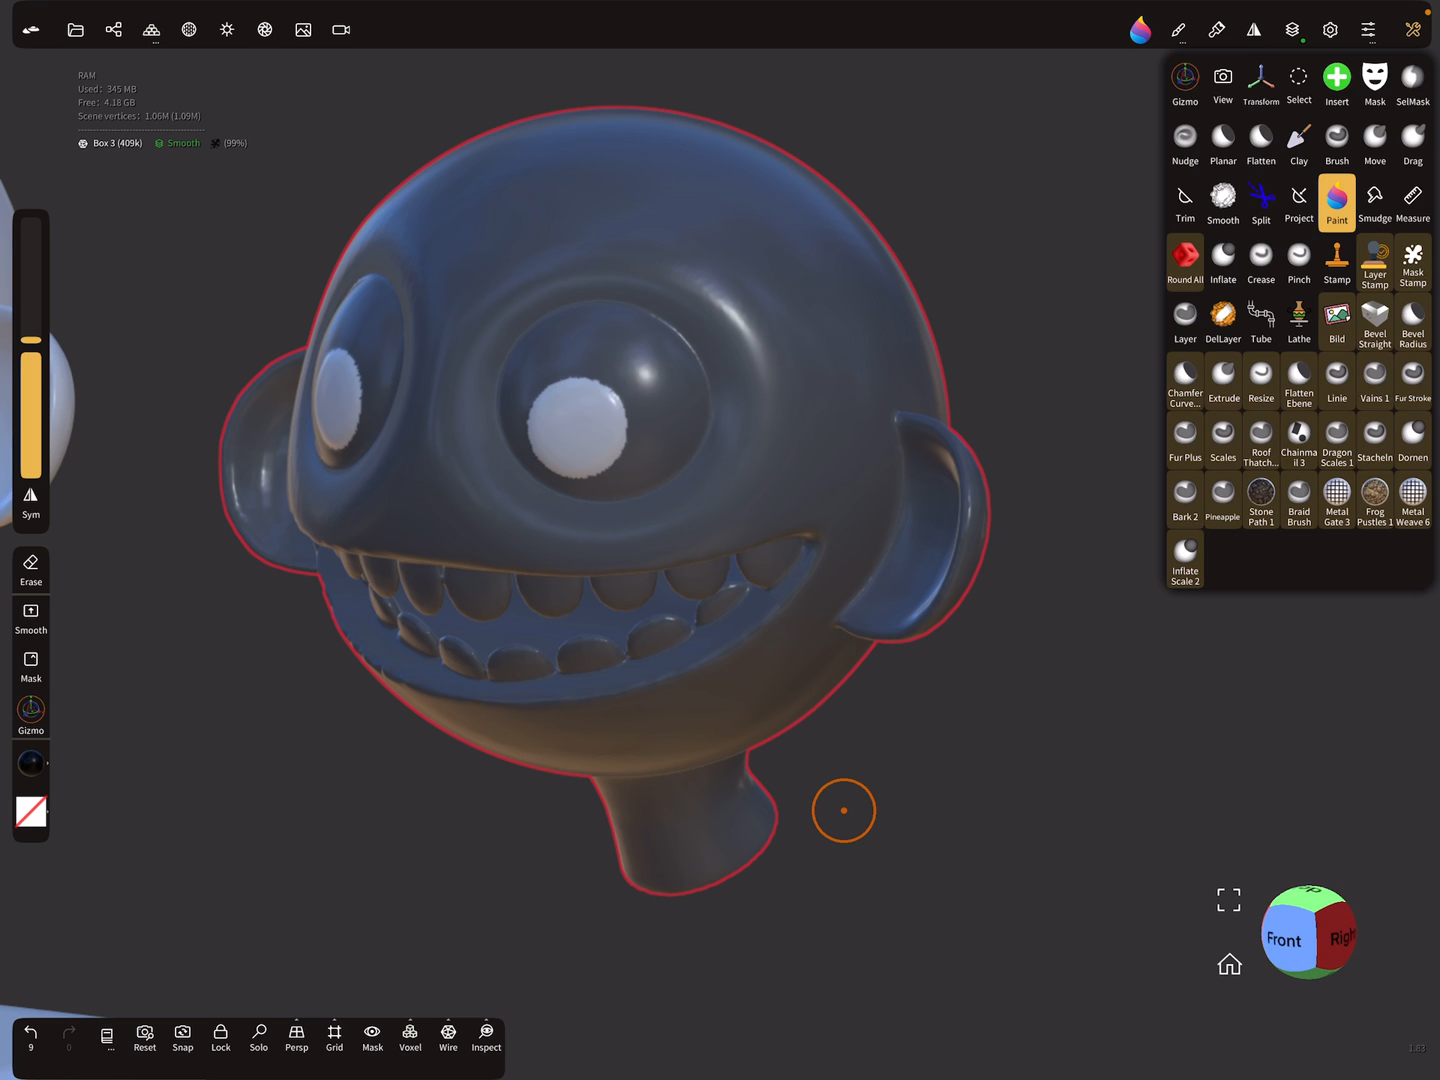 RAM
Used: 345 MB
Free: 4.18 GB
Scene vertices: 1.06M (1.09M)
Box 3 (409k) Smooth (99%)
Gizmo View Transform Select Insert Mask SelMask
Nudge Planar Flatten Clay Brush Move Drag
Trim Smooth Split Project Paint Smudge Measure
Round All Inflate Crease Pinch Stamp Layer Stamp Mask Stamp
Layer DelLayer Tube Lathe Bild Bevel Straight Bevel Radius
Chamfer Curve... Extrude Resize Flatten Ebene Linie Vains 1 Fur Stroke
Fur Plus Scales Roof Thatch... Chainmail 3 Dragon Scales 1 Stacheln Dornen
Bark 2 Pineapple Stone Path 1 Braid Brush Metal Gate 3 Frog Pustles 1 Metal Weave 6
Inflate Scale 2
Sym
Erase
Smooth
Mask
Gizmo
Front Righ
9 0 ... Reset Snap Lock Solo Persp Grid Mask Voxel Wire Inspect
1.83